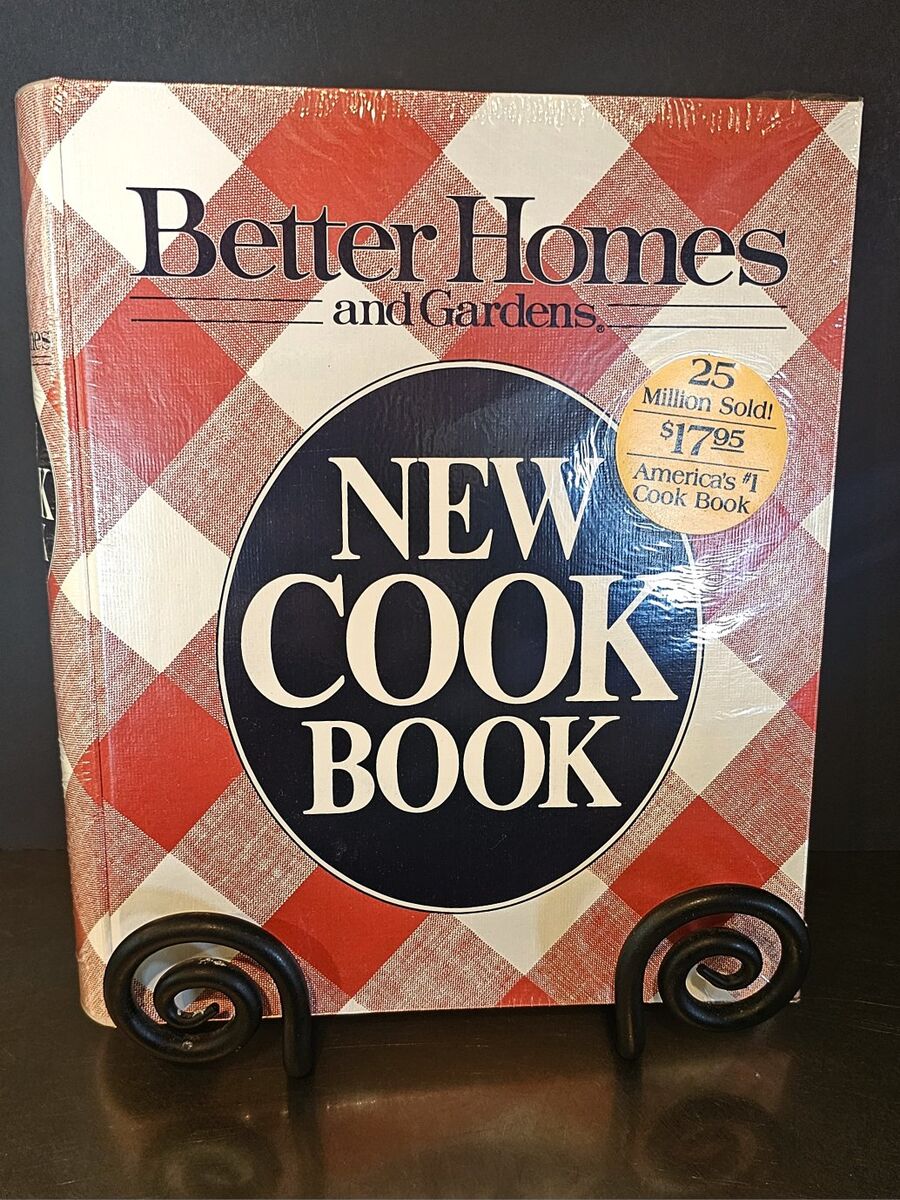 Better Homes
and Gardens®
25
Million Sold!
$17.95
America's #1
Cook Book
NEW
COOK
BOOK